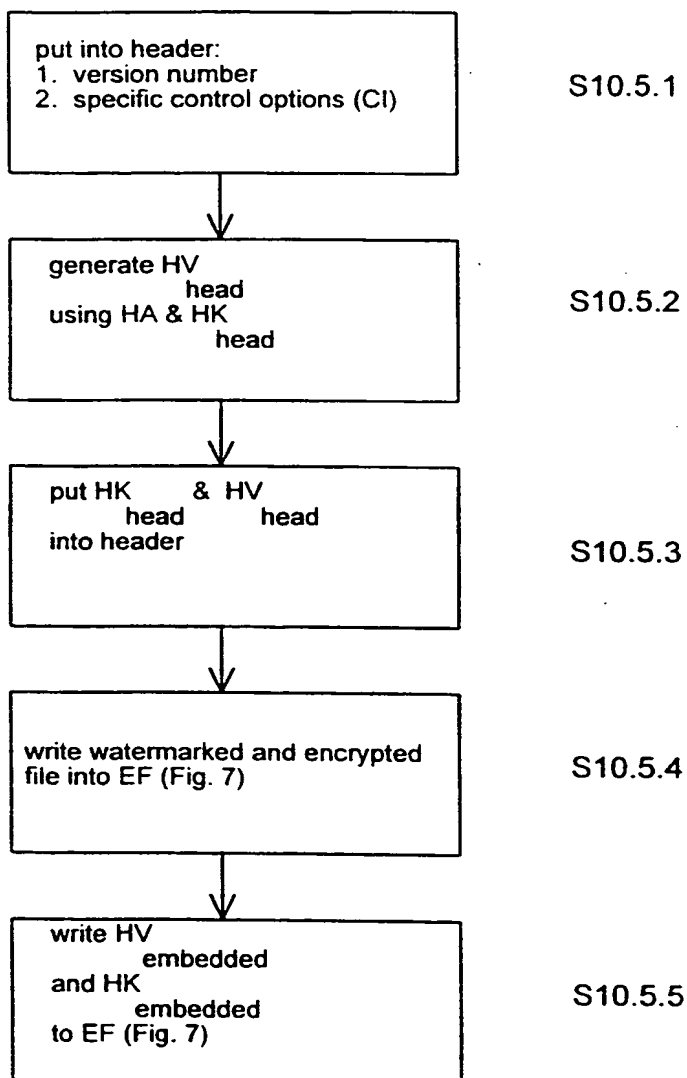 put into header:
1. version number
2. specific control options (CI)
S10.5.1
generate HV
head
using HA & HK
head
S10.5.2
put HK & HV
head head
into header
S10.5.3
write watermarked and encrypted
file into EF (Fig. 7)
S10.5.4
write HV
embedded
and HK
embedded
to EF (Fig. 7)
S10.5.5